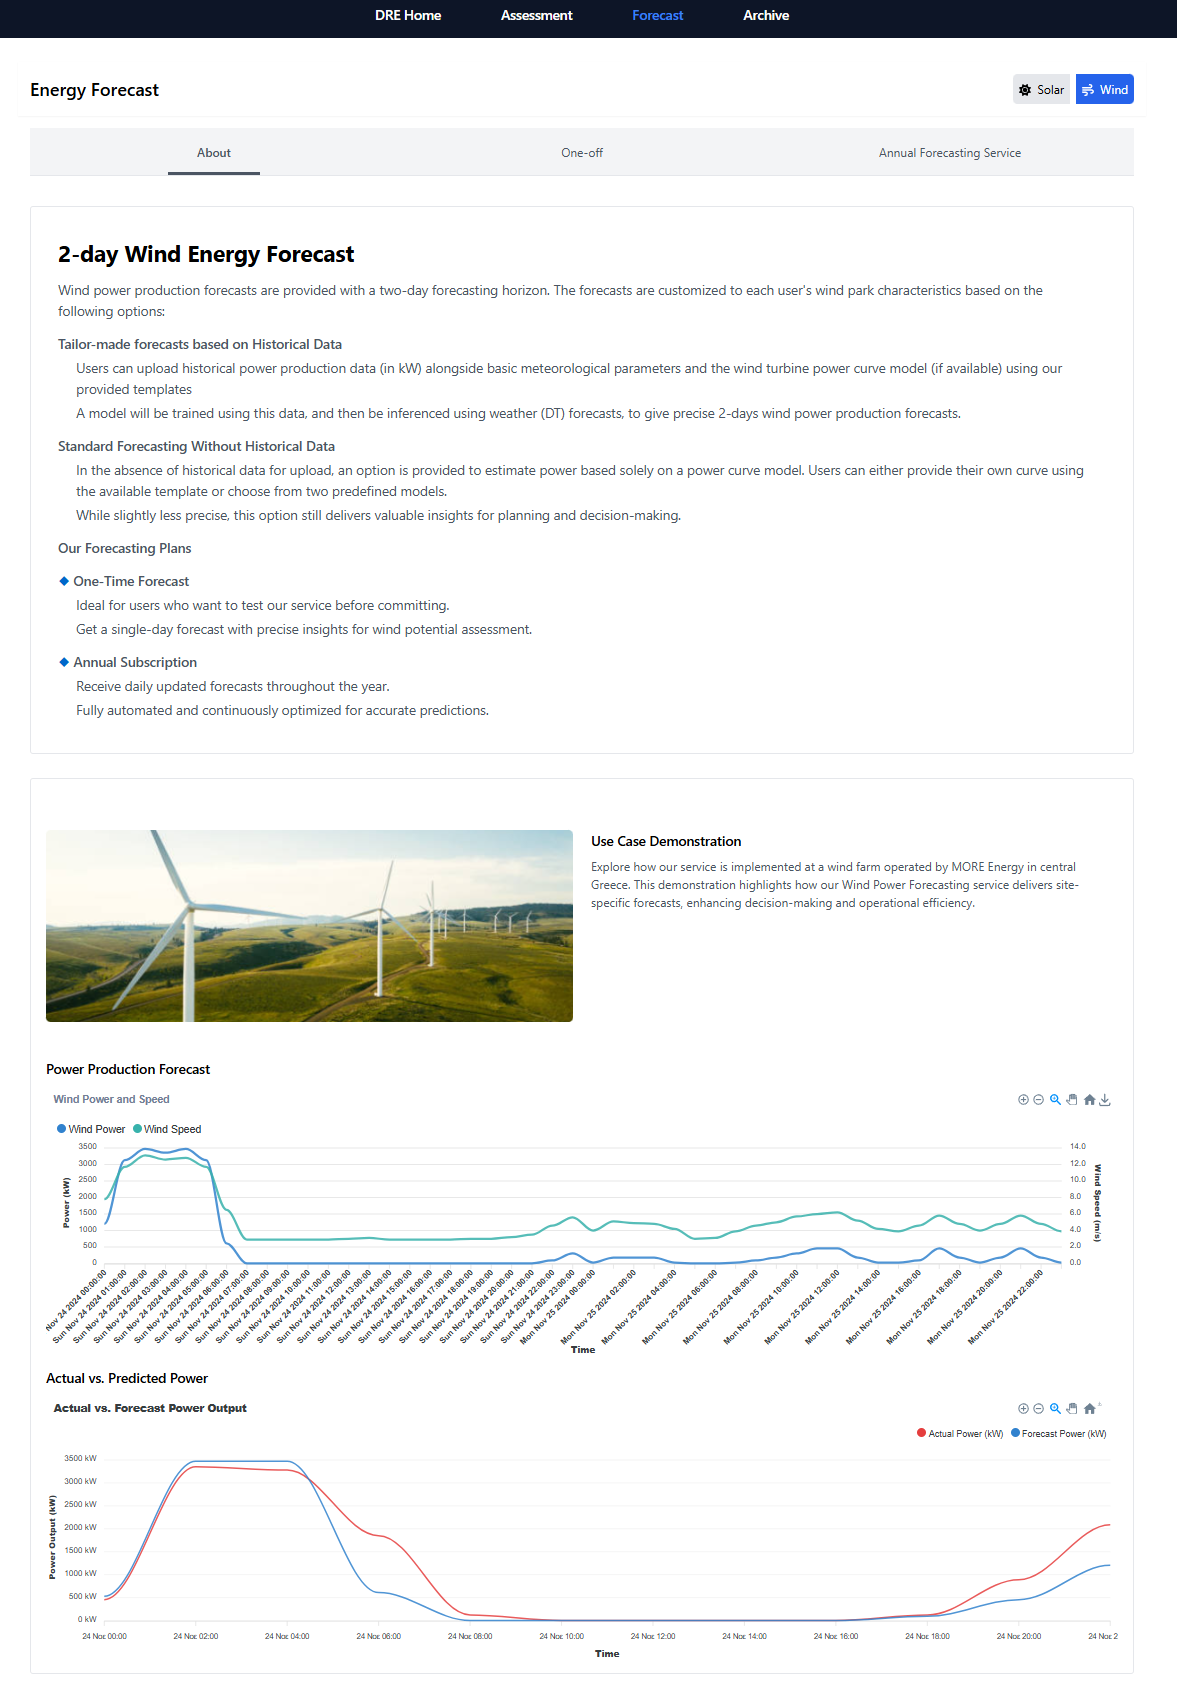 DRE Home Assessment Forecast Archive
Energy Forecast
Solar Wind
About One-off Annual Forecasting Service
2-day Wind Energy Forecast
Wind power production forecasts are provided with a two-day forecasting horizon. The forecasts are customized to each user's wind park characteristics based on the
following options:
Tailor-made forecasts based on Historical Data
Users can upload historical power production data (in kW) alongside basic meteorological parameters and the wind turbine power curve model (if available) using our
provided templates
A model will be trained using this data, and then be inferenced using weather (DT) forecasts, to give precise 2-days wind power production forecasts.
Standard Forecasting Without Historical Data
In the absence of historical data for upload, an option is provided to estimate power based solely on a power curve model. Users can either provide their own curve using
the available template or choose from two predefined models.
While slightly less precise, this option still delivers valuable insights for planning and decision-making.
Our Forecasting Plans
One-Time Forecast
Ideal for users who want to test our service before committing.
Get a single-day forecast with precise insights for wind potential assessment.
Annual Subscription
Receive daily updated forecasts throughout the year.
Fully automated and continuously optimized for accurate predictions.
Use Case Demonstration
Explore how our service is implemented at a wind farm operated by MORE Energy in central
Greece. This demonstration highlights how our Wind Power Forecasting service delivers site-
specific forecasts, enhancing decision-making and operational efficiency.
Power Production Forecast
Wind Power and Speed
Wind Power Wind Speed
3500 14.0
3000 12.0
2500 10.0
2000 8.0
1500 6.0
1000 4.0
500 2.0
0 0.0
Power (kW)
Wind Speed (m/s)
Nov 24 2024 00:00:00
Sun Nov 24 2024 01:00:00
Sun Nov 24 2024 02:00:00
Sun Nov 24 2024 03:00:00
Sun Nov 24 2024 04:00:00
Sun Nov 24 2024 05:00:00
Sun Nov 24 2024 06:00:00
Sun Nov 24 2024 07:00:00
Sun Nov 24 2024 08:00:00
Sun Nov 24 2024 09:00:00
Sun Nov 24 2024 10:00:00
Sun Nov 24 2024 11:00:00
Sun Nov 24 2024 12:00:00
Sun Nov 24 2024 13:00:00
Sun Nov 24 2024 14:00:00
Sun Nov 24 2024 15:00:00
Sun Nov 24 2024 16:00:00
Sun Nov 24 2024 17:00:00
Sun Nov 24 2024 18:00:00
Sun Nov 24 2024 19:00:00
Sun Nov 24 2024 20:00:00
Sun Nov 24 2024 21:00:00
Sun Nov 24 2024 22:00:00
Sun Nov 24 2024 23:00:00
Mon Nov 25 2024 00:00:00
Mon Nov 25 2024 02:00:00
Mon Nov 25 2024 04:00:00
Mon Nov 25 2024 06:00:00
Mon Nov 25 2024 08:00:00
Mon Nov 25 2024 10:00:00
Mon Nov 25 2024 12:00:00
Mon Nov 25 2024 14:00:00
Mon Nov 25 2024 16:00:00
Mon Nov 25 2024 18:00:00
Mon Nov 25 2024 20:00:00
Mon Nov 25 2024 22:00:00
Time
Actual vs. Predicted Power
Actual vs. Forecast Power Output
Actual Power (kW) Forecast Power (kW)
3500 kW
3000 kW
2500 kW
2000 kW
1500 kW
1000 kW
500 kW
0 kW
Power Output (kW)
24 Νοε 00:00 24 Νοε 02:00 24 Νοε 04:00 24 Νοε 06:00 24 Νοε 08:00 24 Νοε 10:00 24 Νοε 12:00 24 Νοε 14:00 24 Νοε 16:00 24 Νοε 18:00 24 Νοε 20:00 24 Νοε 2
Time